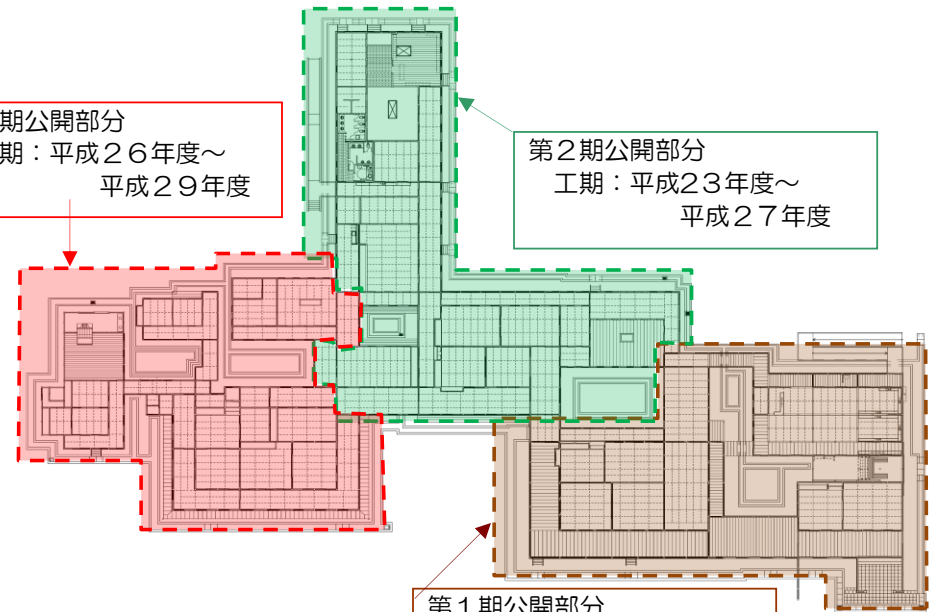 期公開部分
期：平成２６年度～
平成２９年度
第２期公開部分
工期：平成23年度～
平成２７年度
第１期公開部分